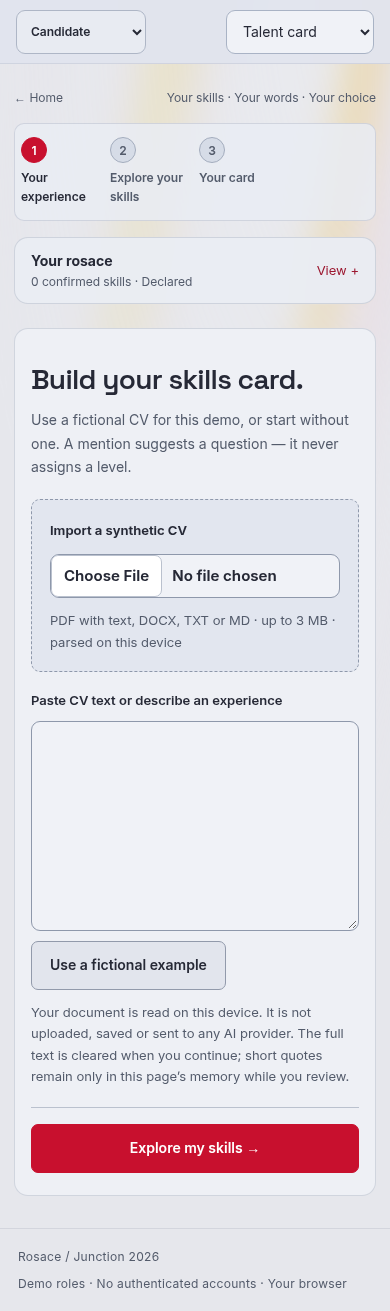 Candidate
Talent card
← Home
Your skills · Your words · Your choice
1
Your
experience
2
Explore your
skills
3
Your card
Your rosace
0 confirmed skills · Declared
View +
Build your skills card.
Use a fictional CV for this demo, or start without
one. A mention suggests a question — it never
assigns a level.
Import a synthetic CV
Choose File No file chosen
PDF with text, DOCX, TXT or MD · up to 3 MB ·
parsed on this device
Paste CV text or describe an experience
Use a fictional example
Your document is read on this device. It is not
uploaded, saved or sent to any AI provider. The full
text is cleared when you continue; short quotes
remain only in this page’s memory while you review.
Explore my skills →
Rosace / Junction 2026
Demo roles · No authenticated accounts · Your browser